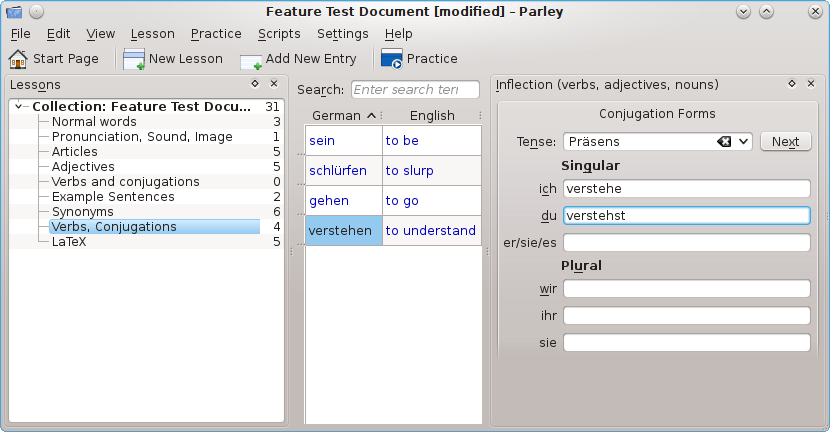 Feature Test Document [modified] – Parley
File Edit View Lesson Practice Scripts Settings Help
Start Page New Lesson Add New Entry Practice
Lessons
Collection: Feature Test Docu... 31
Normal words 3
Pronunciation, Sound, Image 1
Articles 5
Adjectives 5
Verbs and conjugations 0
Example Sentences 2
Synonyms 6
Verbs, Conjugations 4
LaTeX 5
Search: Enter search teri
German English
sein to be
schlürfen to slurp
gehen to go
verstehen to understand
Inflection (verbs, adjectives, nouns)
Conjugation Forms
Tense: Präsens Next
Singular
ich verstehe
du verstehst
er/sie/es
Plural
wir
ihr
sie